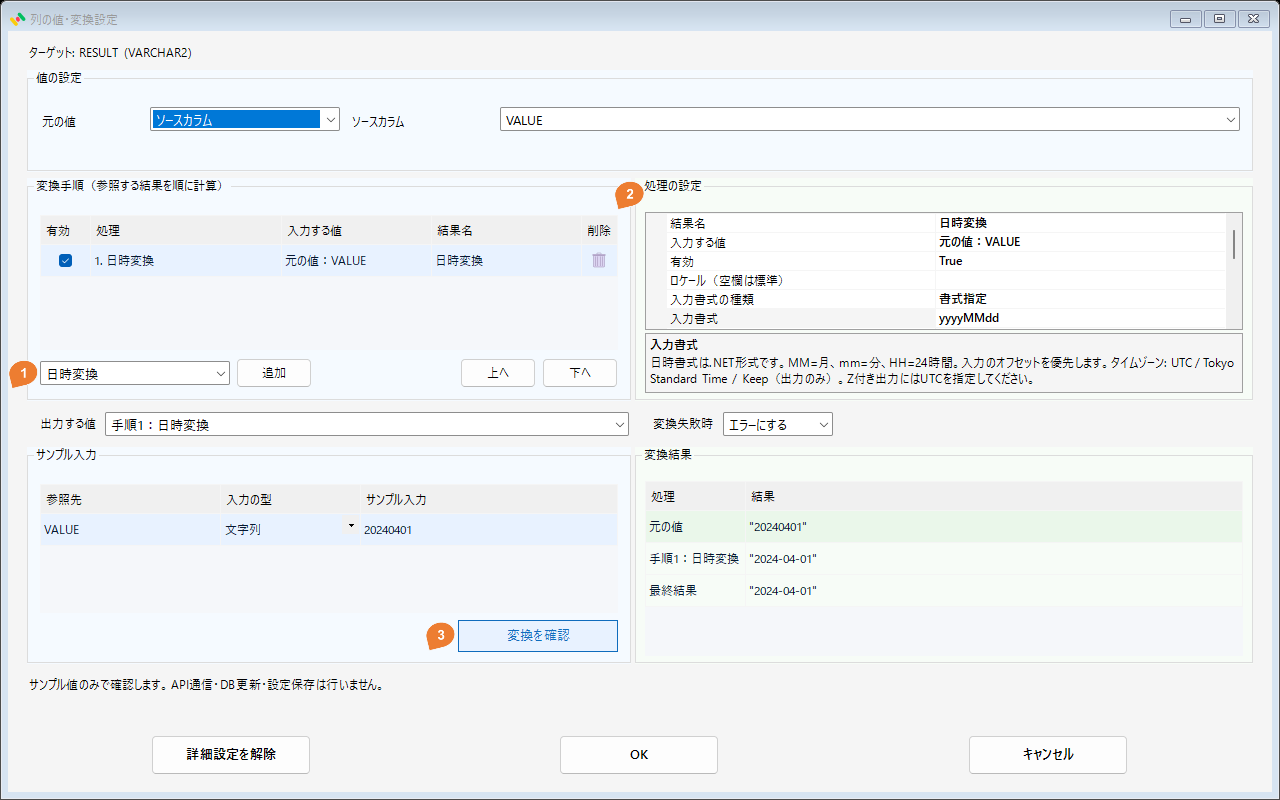 列の値・変換設定
ターゲット: RESULT (VARCHAR2)
値の設定
元の値
ソースカラム
ソースカラム
VALUE
変換手順（参照する結果を順に計算）
有効 処理 入力する値 結果名 削除
1. 日時変換 元の値：VALUE 日時変換
1
日時変換
追加
上へ
下へ
2
処理の設定
結果名 日時変換
入力する値 元の値：VALUE
有効 True
ロケール（空欄は標準）
入力書式の種類 書式指定
入力書式 yyyyMMdd
入力書式
日時書式は.NET形式です。MM=月、mm=分、HH=24時間。入力のオフセットを優先します。タイムゾーン: UTC / Tokyo
Standard Time / Keep（出力のみ）。Z付き出力にはUTCを指定してください。
出力する値 手順1：日時変換
変換失敗時 エラーにする
サンプル入力
参照先 入力の型 サンプル入力
VALUE 文字列 20240401
3
変換を確認
変換結果
処理 結果
元の値 "20240401"
手順1：日時変換 "2024-04-01"
最終結果 "2024-04-01"
サンプル値のみで確認します。API通信・DB更新・設定保存は行いません。
詳細設定を解除
OK
キャンセル